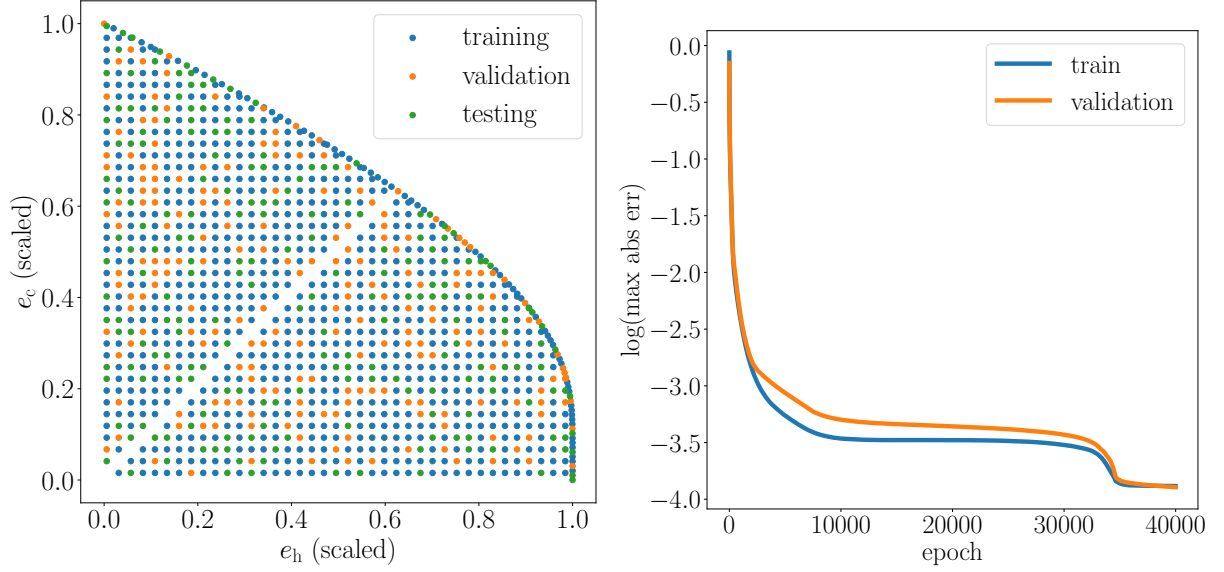 1.0
0.8
0.6
0.4
0.2
0.0
e_c (scaled)
0.0 0.2 0.4 0.6 0.8 1.0
e_h (scaled)
training
validation
testing
0.0
−0.5
−1.0
−1.5
−2.0
−2.5
−3.0
−3.5
−4.0
log(max abs err)
0 10000 20000 30000 40000
epoch
train
validation